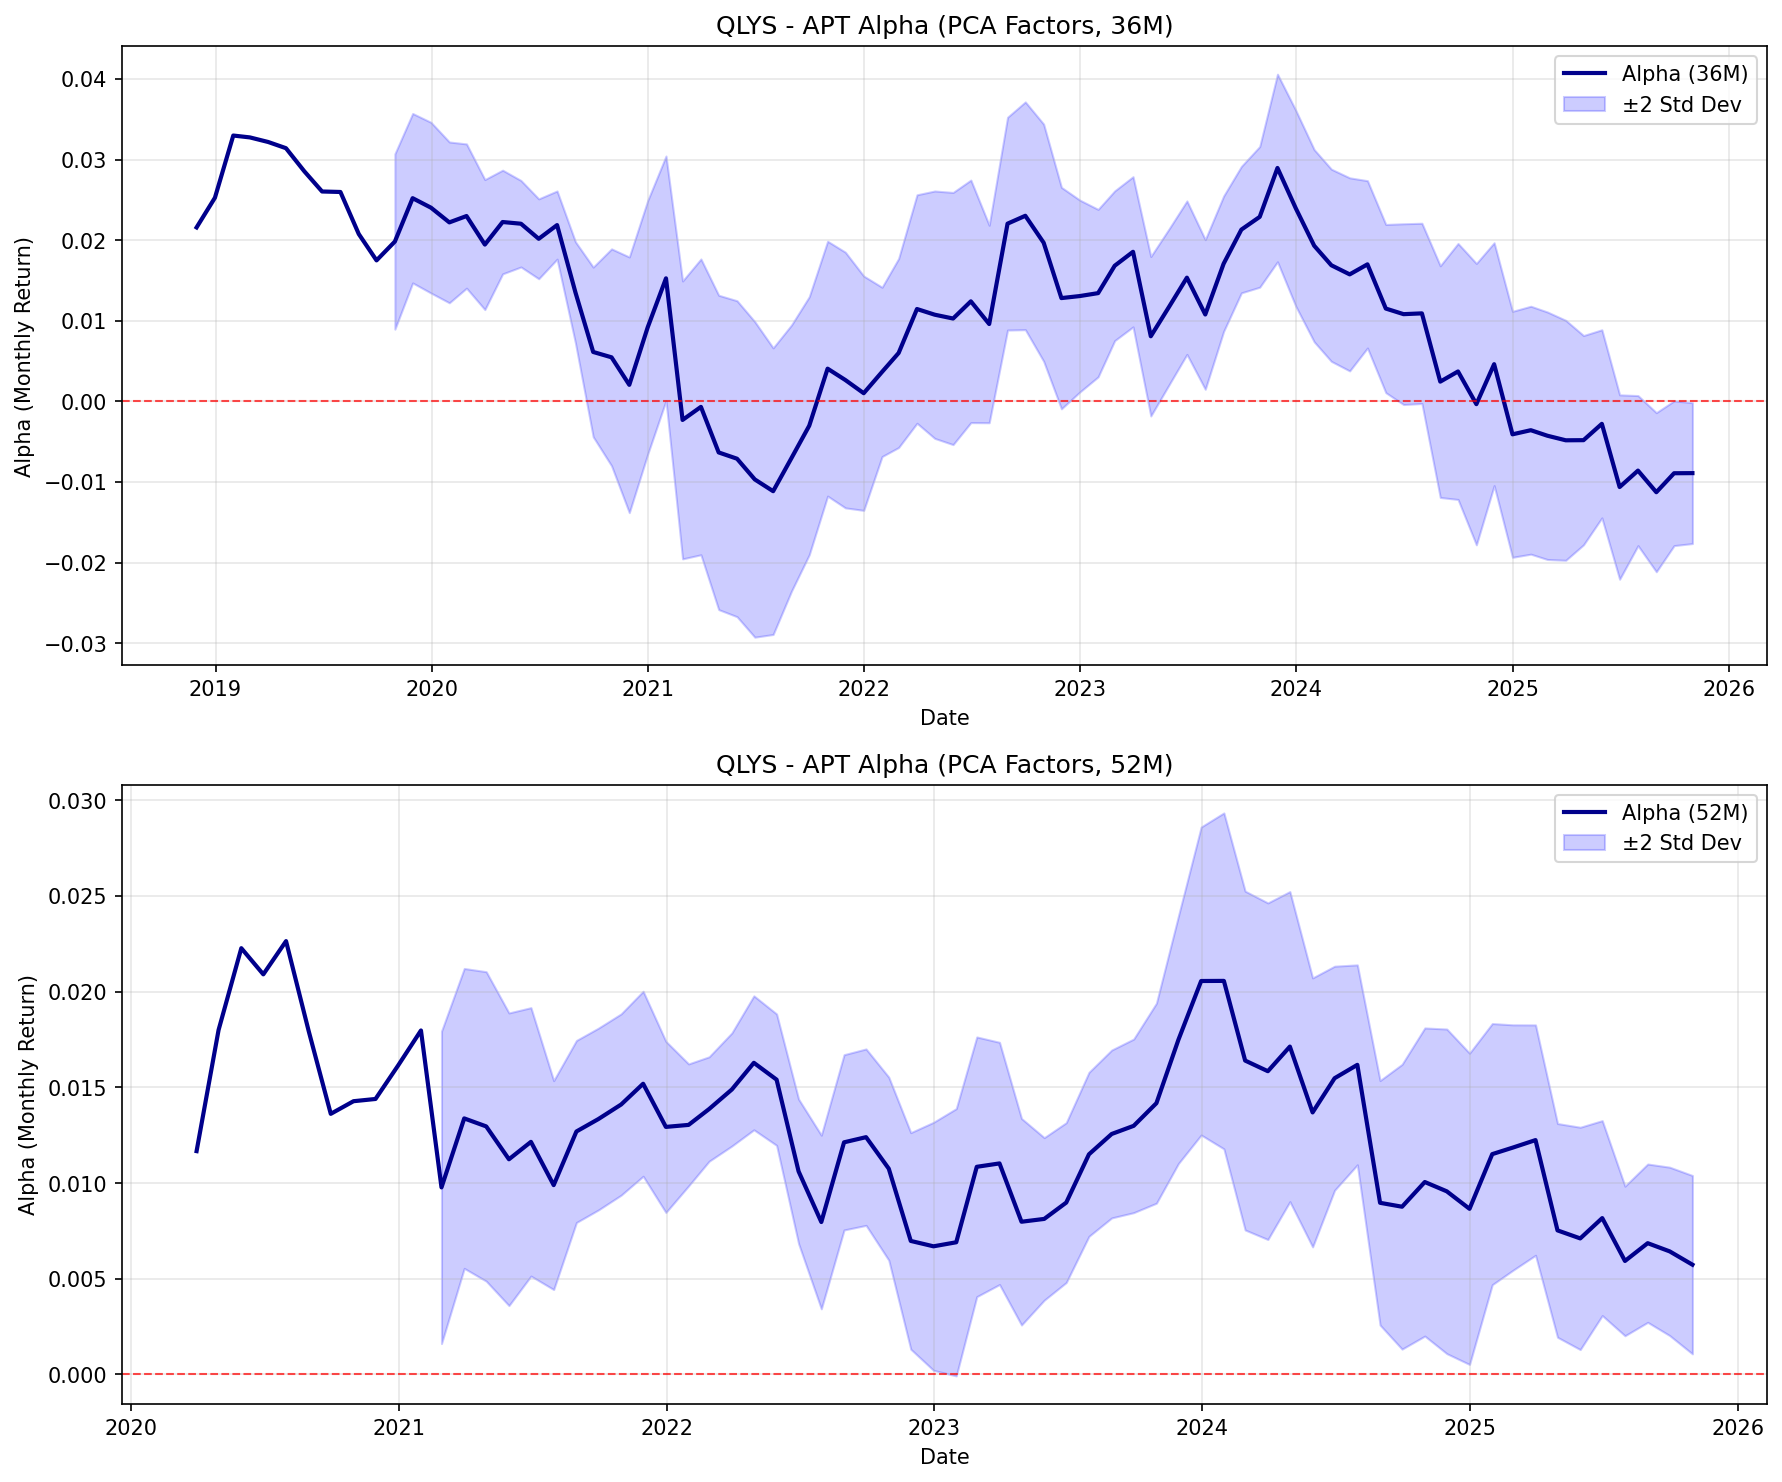 QLYS - APT Alpha (PCA Factors, 36M)
Alpha (Monthly Return)
0.04
0.03
0.02
0.01
0.00
−0.01
−0.02
−0.03
Alpha (36M)
±2 Std Dev
2019 2020 2021 2022 2023 2024 2025 2026
Date
QLYS - APT Alpha (PCA Factors, 52M)
Alpha (Monthly Return)
0.030
0.025
0.020
0.015
0.010
0.005
0.000
Alpha (52M)
±2 Std Dev
2020 2021 2022 2023 2024 2025 2026
Date